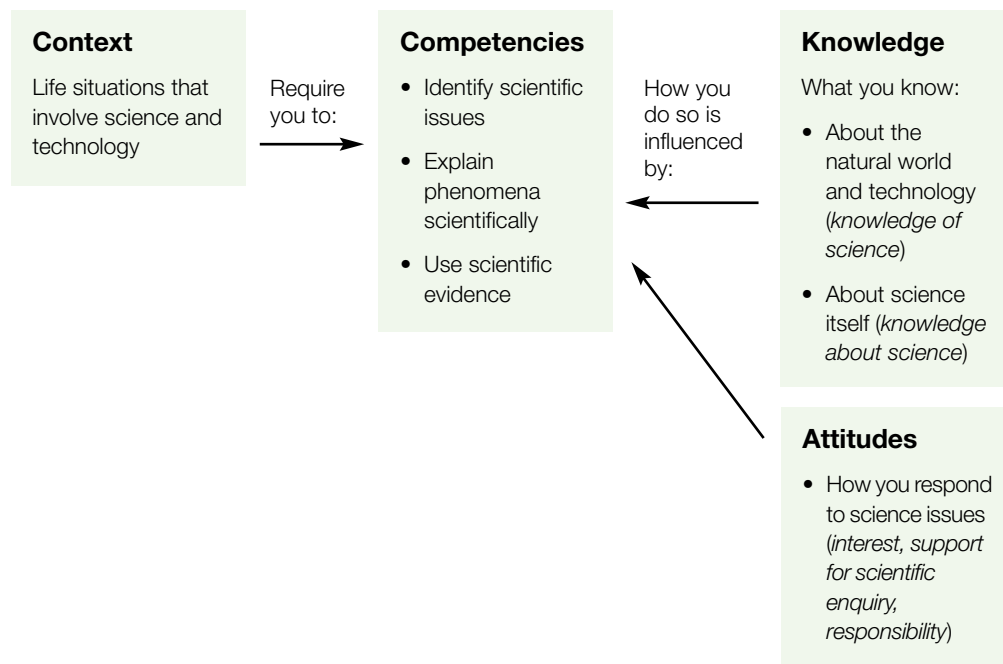 Context
Life situations that
involve science and
technology
Require
you to:
Competencies
• Identify scientific
issues
• Explain
phenomena
scientifically
• Use scientific
evidence
How you
do so is
influenced
by:
Knowledge
What you know:
• About the
natural world
and technology
(knowledge of
science)
• About science
itself (knowledge
about science)
Attitudes
• How you respond
to science issues
(interest, support
for scientific
enquiry,
responsibility)